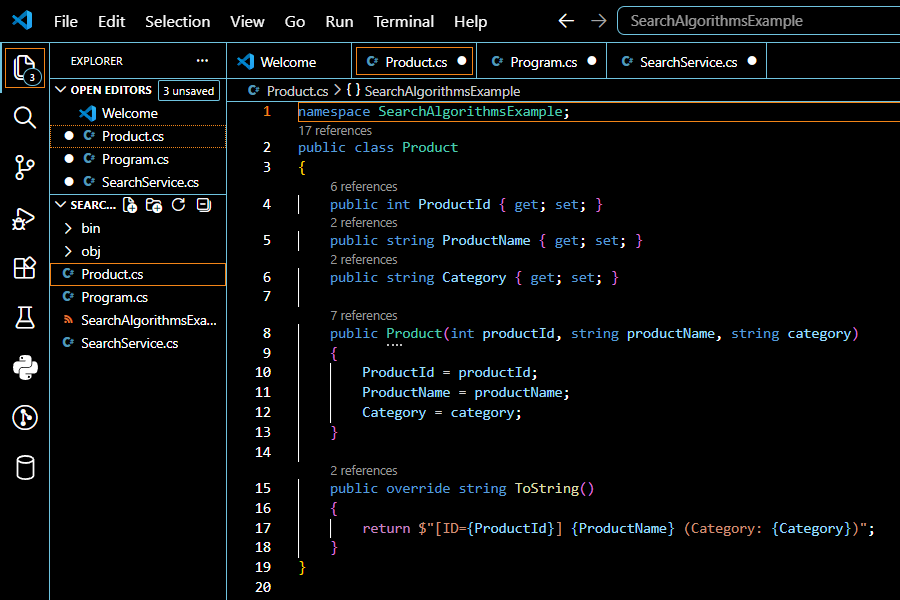 File Edit Selection View Go Run Terminal Help
SearchAlgorithmsExample
3
EXPLORER ...
OPEN EDITORS 3 unsaved
Welcome
C# Product.cs
C# Program.cs
C# SearchService.cs
SEARC...
bin
obj
C# Product.cs
C# Program.cs
SearchAlgorithmsExa...
C# SearchService.cs
Welcome
C# Product.cs
C# Program.cs
C# SearchService.cs
C# Product.cs > {} SearchAlgorithmsExample
1 namespace SearchAlgorithmsExample;
17 references
2 public class Product
3 {
6 references
4 public int ProductId { get; set; }
2 references
5 public string ProductName { get; set; }
2 references
6 public string Category { get; set; }
7
7 references
8 public Product(int productId, string productName, string category)
9 {
10 ProductId = productId;
11 ProductName = productName;
12 Category = category;
13 }
14
2 references
15 public override string ToString()
16 {
17 return $"[ID={ProductId}] {ProductName} (Category: {Category})";
18 }
19 }
20